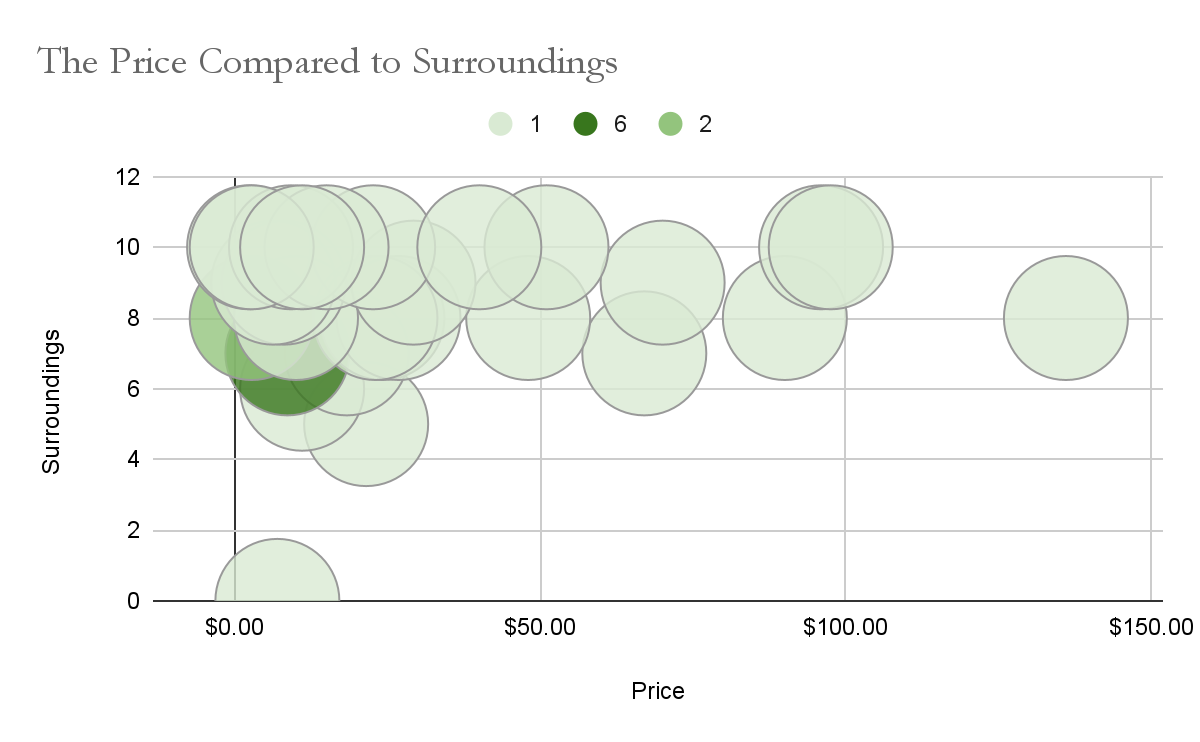 The Price Compared to Surroundings
1 6 2
12
10
8
6
4
2
0
Surroundings
$0.00 $50.00 $100.00 $150.00
Price